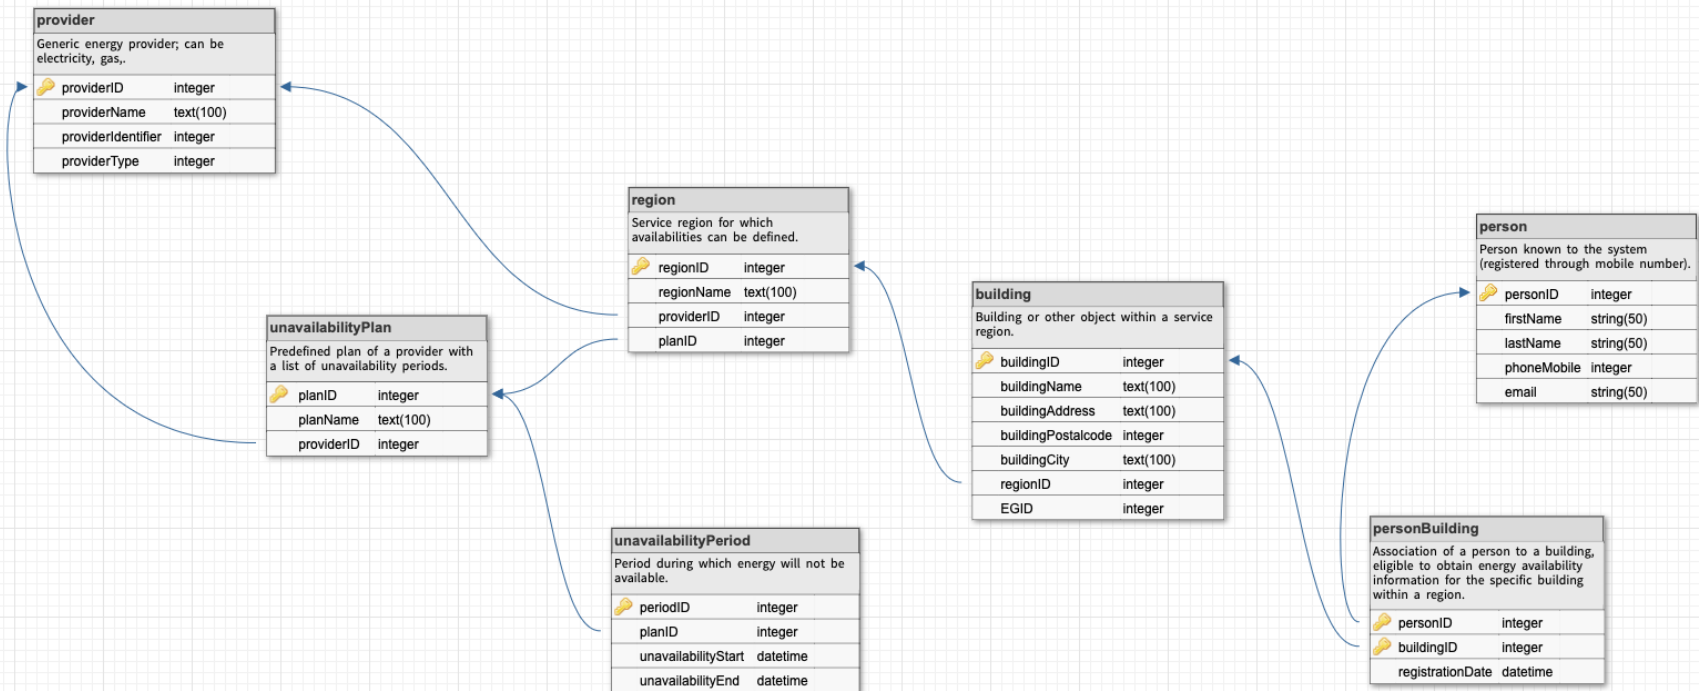 provider
Generic energy provider; can be
electricity, gas,.
providerID integer
providerName text(100)
providerIdentifier integer
providerType integer
region
Service region for which
availabilities can be defined.
regionID integer
regionName text(100)
providerID integer
planID integer
unavailabilityPlan
Predefined plan of a provider with
a list of unavailability periods.
planID integer
planName text(100)
providerID integer
building
Building or other object within a service
region.
buildingID integer
buildingName text(100)
buildingAddress text(100)
buildingPostalcode integer
buildingCity text(100)
regionID integer
EGID integer
person
Person known to the system
(registered through mobile number).
personID integer
firstName string(50)
lastName string(50)
phoneMobile integer
email string(50)
unavailabilityPeriod
Period during which energy will not be
available.
periodID integer
planID integer
unavailabilityStart datetime
unavailabilityEnd datetime
personBuilding
Association of a person to a building,
eligible to obtain energy availability
information for the specific building
within a region.
personID integer
buildingID integer
registrationDate datetime